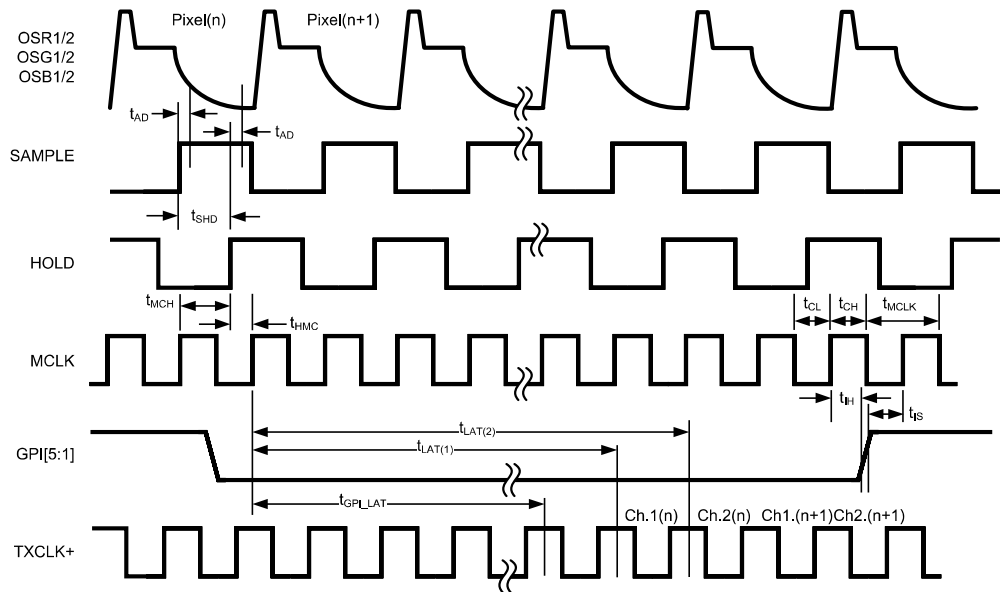 Pixel(n) Pixel(n+1)
OSR1/2
OSG1/2
OSB1/2
tAD
tAD
SAMPLE
tSHD
HOLD
tMCH
tHMC
tCL tCH tMCLK
MCLK
tIH
tIS
tLAT(2)
GPI[5:1]
tLAT(1)
tGPI_LAT
Ch.1(n) Ch.2(n) Ch1.(n+1) Ch2.(n+1)
TXCLK+